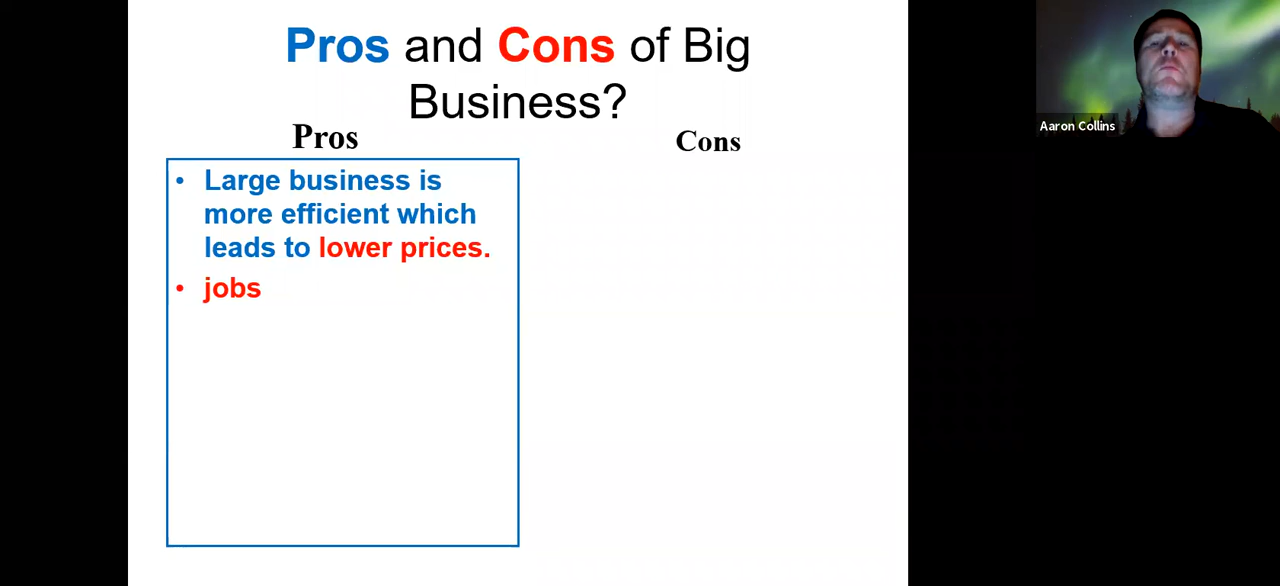 Pros and Cons of Big
Business?
Pros
Cons
• Large business is
more efficient which
leads to lower prices.
• jobs
Aaron Collins